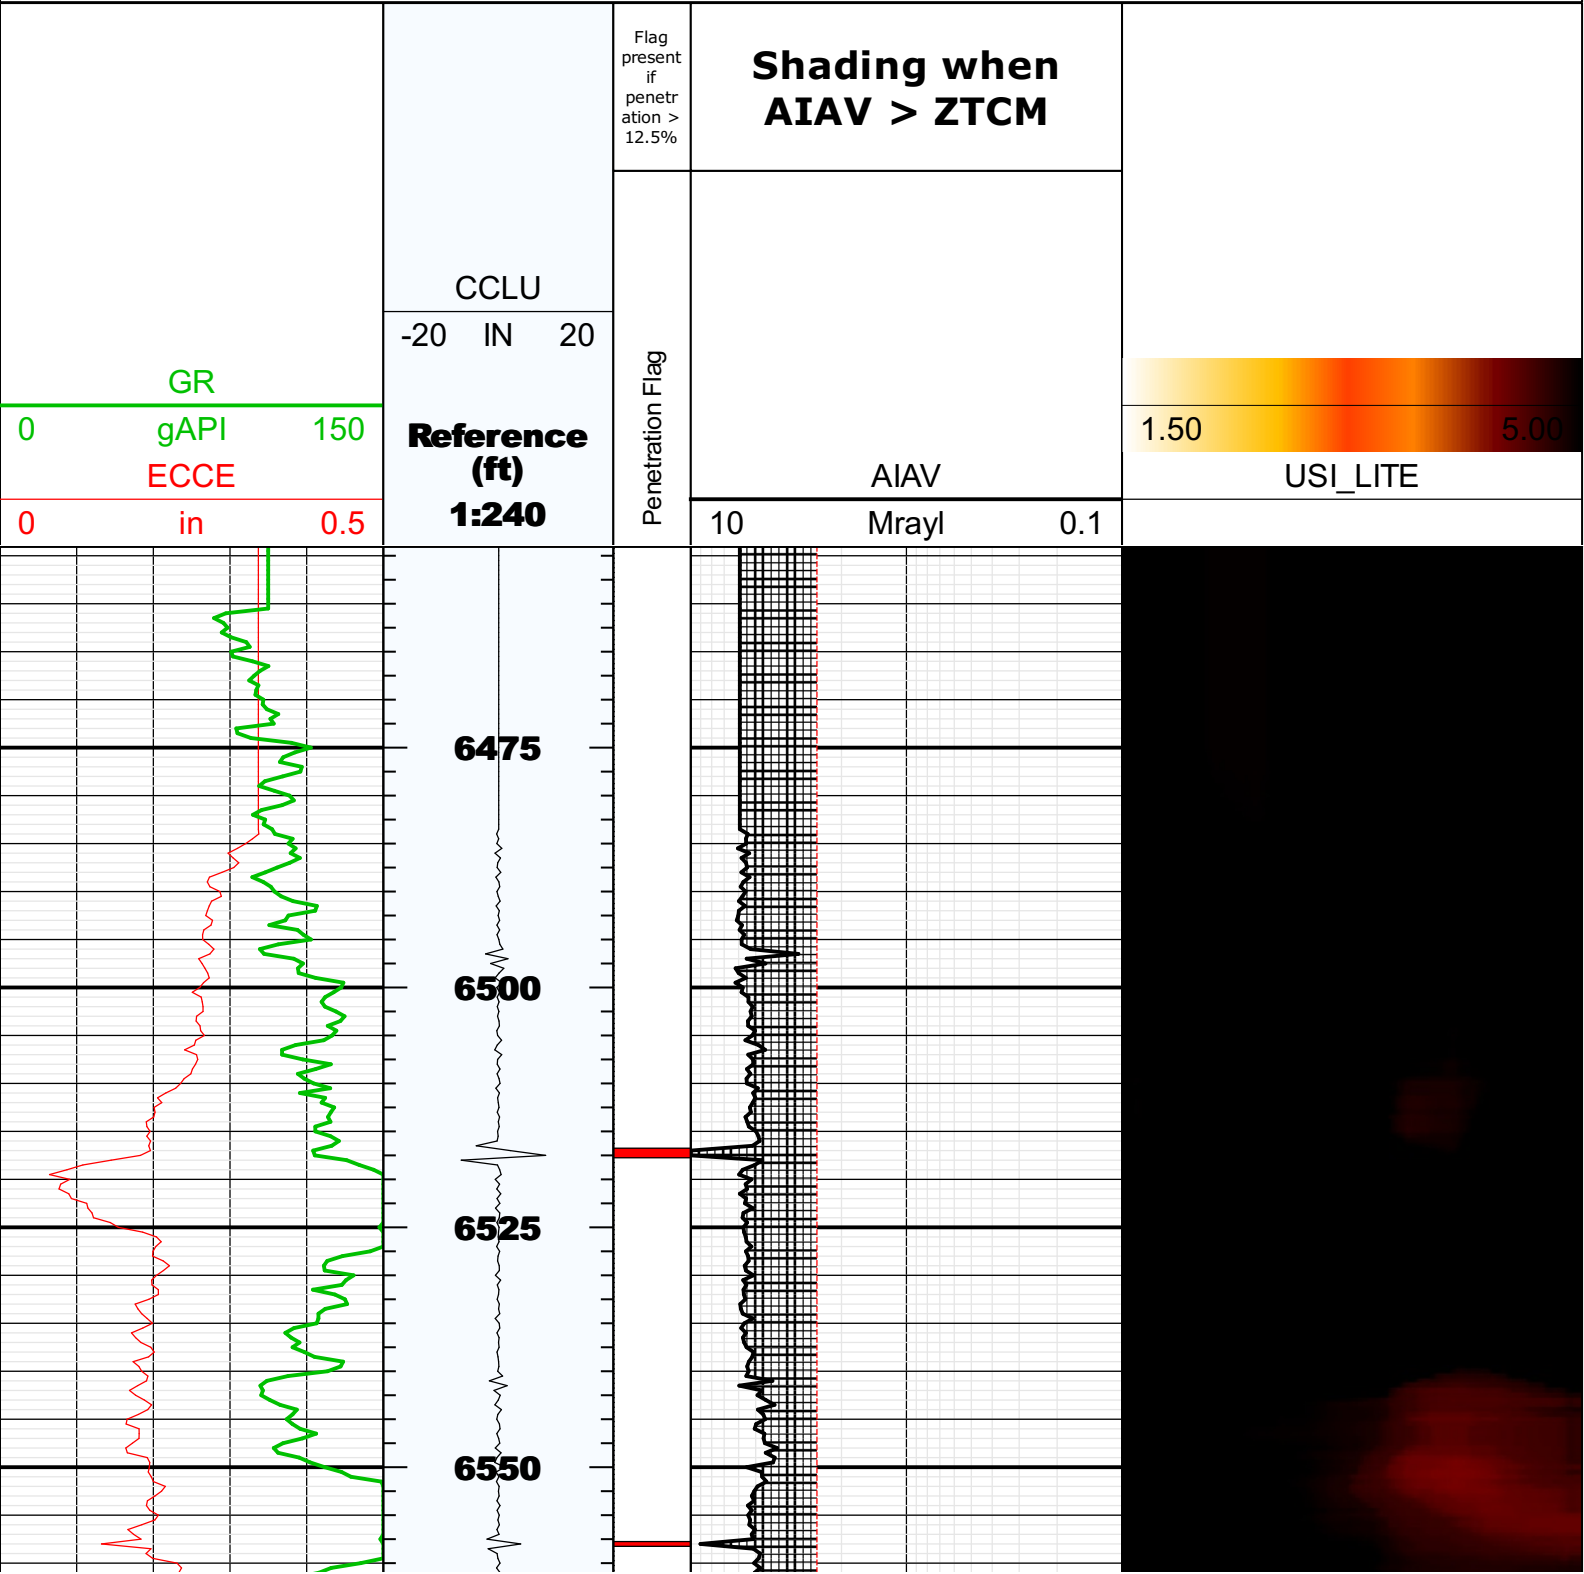 Flag
present
if
penetr
ation >
12.5%
Shading when
AIAV > ZTCM
CCLU
-20 IN 20
GR
0 gAPI 150
ECCE
0 in 0.5
Reference
(ft)
1:240
Penetration Flag
AIAV
10 Mrayl 0.1
1.50 5.00
USI_LITE
6475
6500
6525
6550